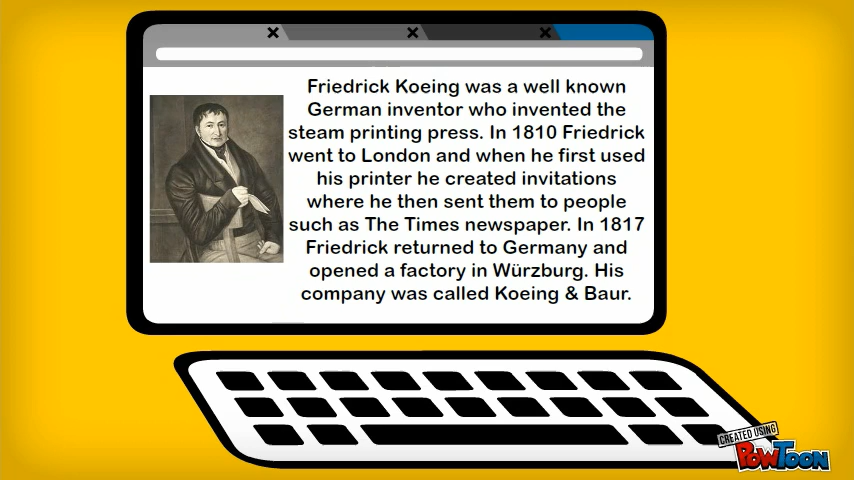 Friedrick Koeing was a well known
German inventor who invented the
steam printing press. In 1810 Friedrick
went to London and when he first used
his printer he created invitations
where he then sent them to people
such as The Times newspaper. In 1817
Friedrick returned to Germany and
opened a factory in Würzburg. His
company was called Koeing & Baur.
CREATED USING
POWTOON